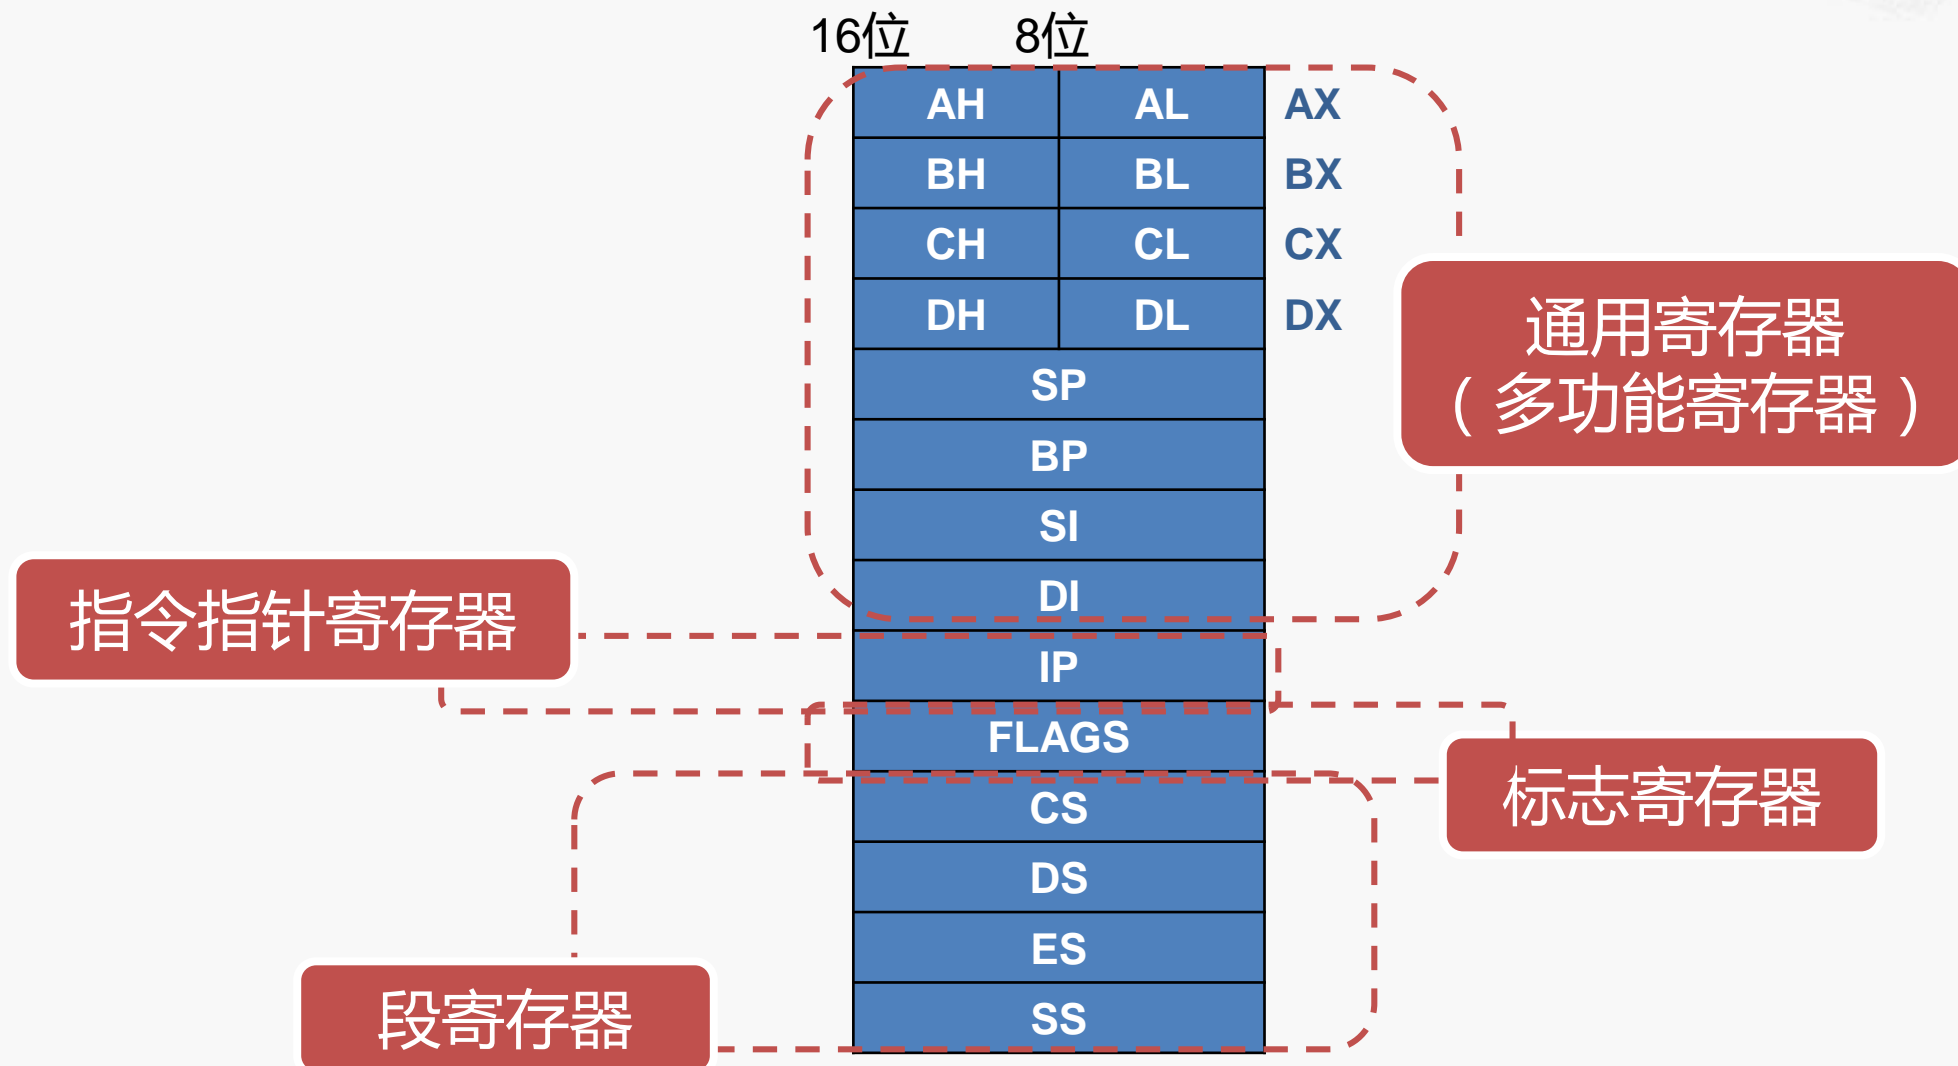 16位 8位
AH AL AX
BH BL BX
CH CL CX
DH DL DX
通用寄存器
（多功能寄存器）
SP
BP
SI
DI
指令指针寄存器
IP
FLAGS
标志寄存器
CS
DS
ES
段寄存器
SS